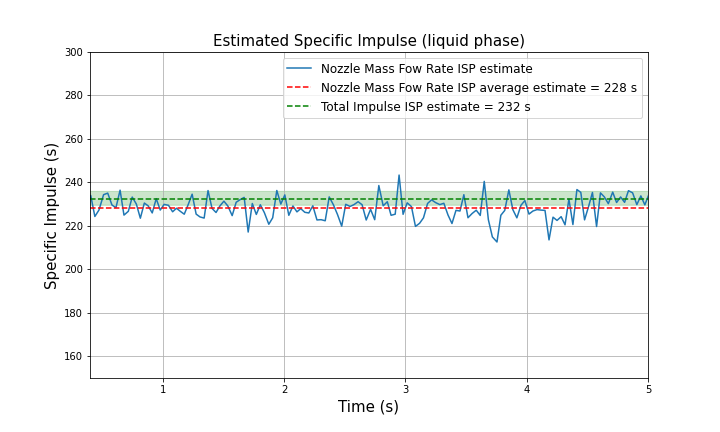 Estimated Specific Impulse (liquid phase)
Nozzle Mass Fow Rate ISP estimate
Nozzle Mass Fow Rate ISP average estimate = 228 s
Total Impulse ISP estimate = 232 s
Specific Impulse (s)
300
280
260
240
220
200
180
160
1 2 3 4 5
Time (s)